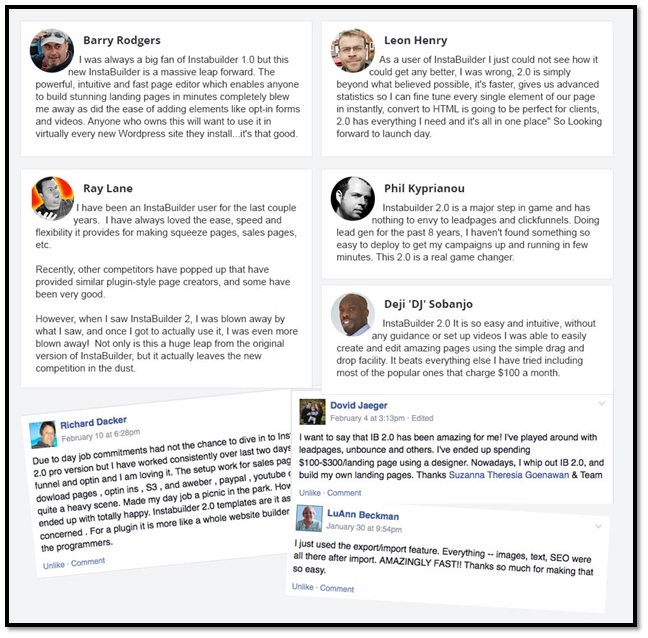 Barry Rodgers
I was always a big fan of Instabuilder 1.0 but this
new InstaBuilder is a massive leap forward. The
powerful, intuitive and fast page editor which enables anyone
to build stunning landing pages in minutes completely blew
me away as did the ease of adding elements like opt-in forms
and videos. Anyone who owns this will want to use it in
virtually every new Wordpress site they install...it's that good.
Leon Henry
As a user of InstaBuilder I just could not see how it
could get any better, I was wrong, 2.0 is simply
beyond what believed possible, it's faster, gives us advanced
statistics so I can fine tune every single element of our page
in instantly, convert to HTML is going to be perfect for clients,
2.0 has everything I need and it's all in one place" So Looking
forward to launch day.
Ray Lane
I have been an InstaBuilder user for the last couple
years. I have always loved the ease, speed and
flexibility it provides for making squeeze pages, sales pages,
etc.
Recently, other competitors have popped up that have
provided similar plugin-style page creators, and some have
been very good.
However, when I saw InstaBuilder 2, I was blown away by
what I saw, and once I got to actually use it, I was even more
blown away! Not only is this a huge leap from the original
version of InstaBuilder, but it actually leaves the new
competition in the dust.
Phil Kyprianou
Instabuilder 2.0 is a major step in game and has
nothing to envy to leadpages and clickfunnels. Doing
lead gen for the past 8 years, I haven't found something so
easy to deploy to get my campaigns up and running in few
minutes. This 2.0 is a real game changer.
Deji 'DJ' Sobanjo
InstaBuilder 2.0 It is so easy and intuitive, without
any guidance or set up videos I was able to easily
create and edit amazing pages using the simple drag and
drop facility. It beats everything else I have tried including
most of the popular ones that charge $100 a month.
Richard Dacker
February 10 at 6:28pm
Due to day job commitments had not the chance to dive in to Inst
2.0 pro version but I have worked consistently over last two days
funnel and optin and I am loving it. The setup work for sales pag
dowload pages , optin ins , S3 , and aweber , paypal , youtube c
quite a heavy scene. Made my day job a picnic in the park. How
ended up with totally happy. Instabuilder 2.0 templates are it as
concerned . For a plugin it is more like a whole website builder
the programmers.
Unlike · Comment
Dovid Jaeger
February 4 at 3:13pm · Edited
I want to say that IB 2.0 has been amazing for me! I've played around with
leadpages, unbounce and others. I've ended up spending
$100-$300/landing page using a designer. Nowadays, I whip out IB 2.0, and
build my own landing pages. Thanks Suzanna Theresia Goenawan & Team
Unlike · Comment
LuAnn Beckman
January 30 at 9:54pm
I just used the export/import feature. Everything -- images, text, SEO were
all there after import. AMAZINGLY FAST!! Thanks so much for making that
so easy.
Unlike · Comment